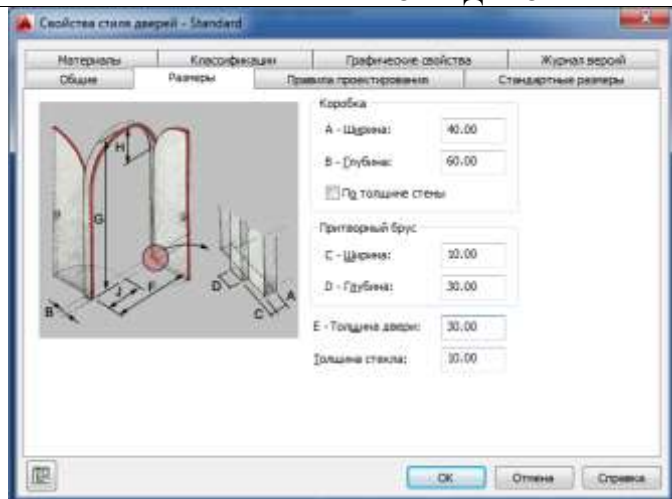 Свойства стиля дверей - Standard
Материалы Классификации Графические свойства Журнал версий
Общие Размеры Правила проектирования Стандартные размеры
Коробка
A - Ширина: 40.00
B - Глубина: 60.00
По толщине стены
Притворный брус
C - Ширина: 10.00
D - Глубина: 30.00
E - Толщина двери: 30.00
Толщина стекла: 10.00
H
G
J F
B
D C A
OK Отмена Справка